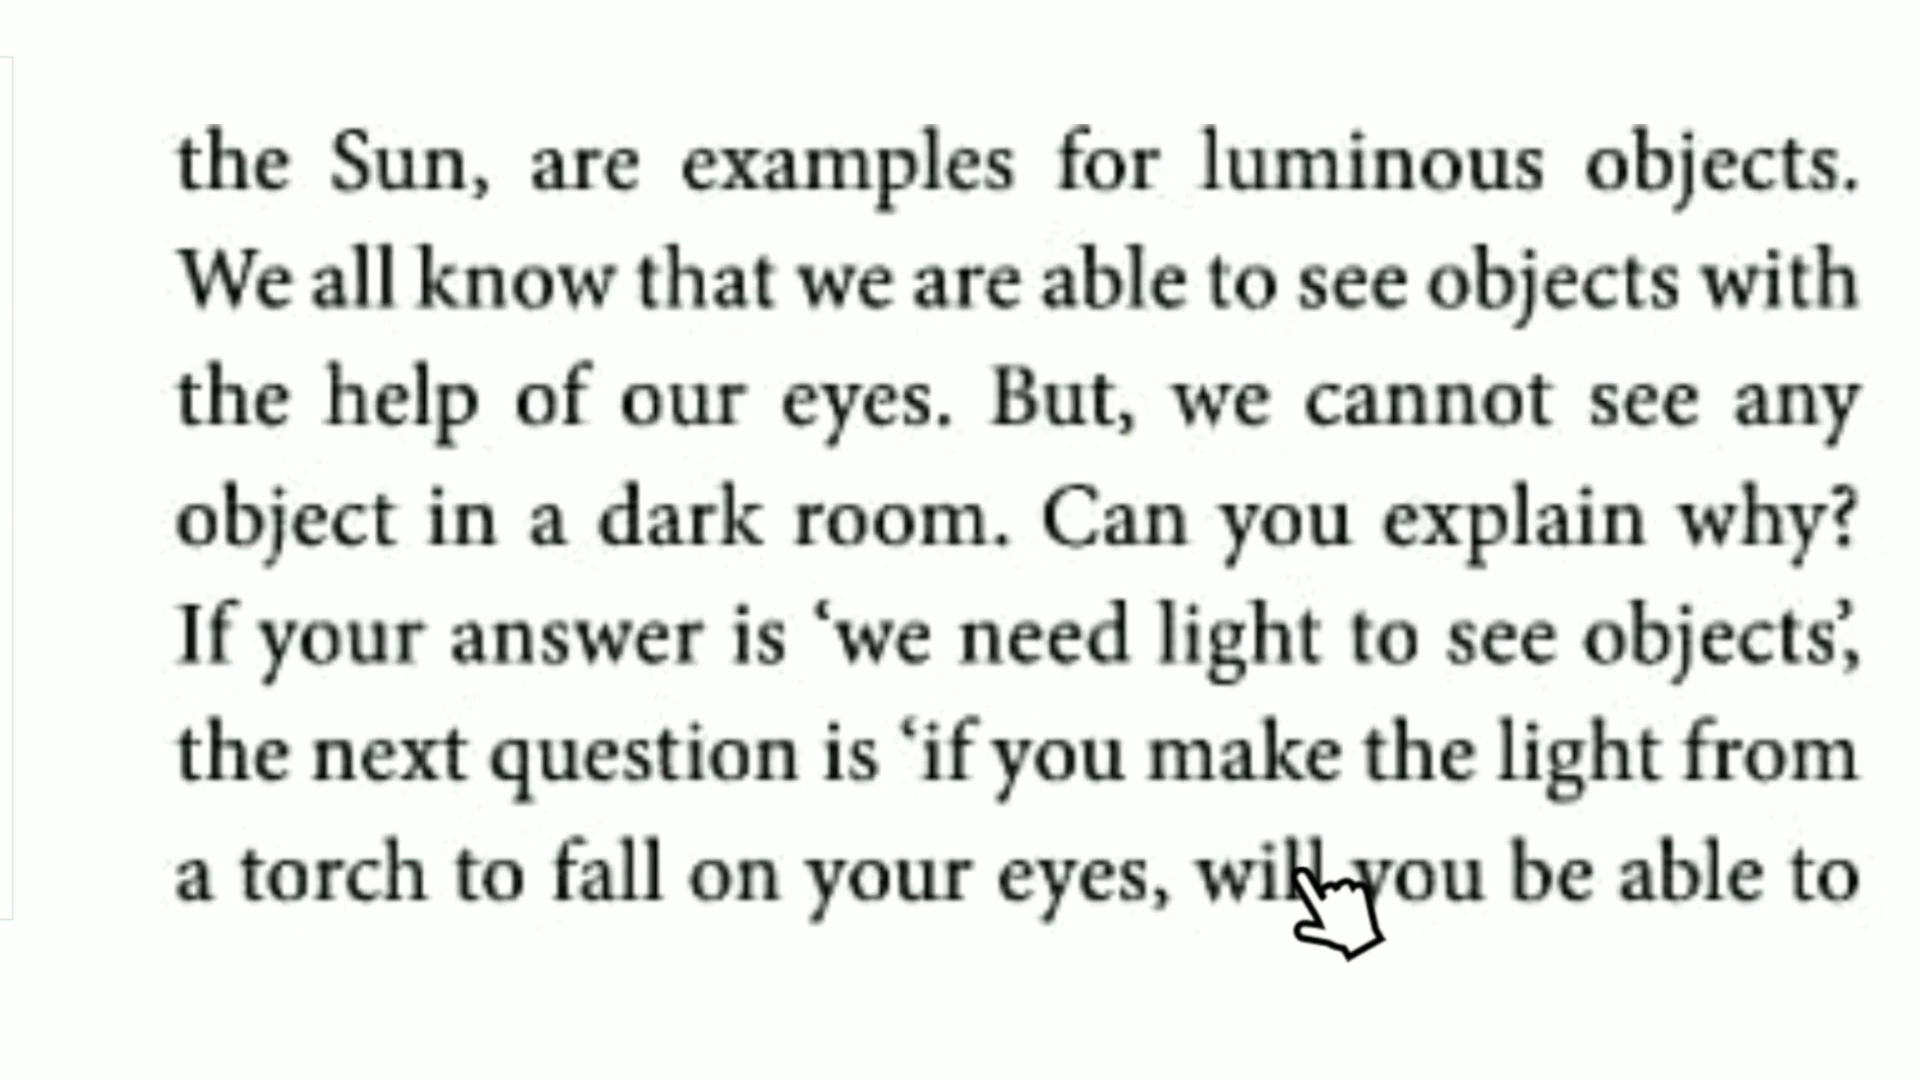 the Sun, are examples for luminous objects.
We all know that we are able to see objects with
the help of our eyes. But, we cannot see any
object in a dark room. Can you explain why?
If your answer is ‘we need light to see objects’,
the next question is ‘if you make the light from
a torch to fall on your eyes, will you be able to